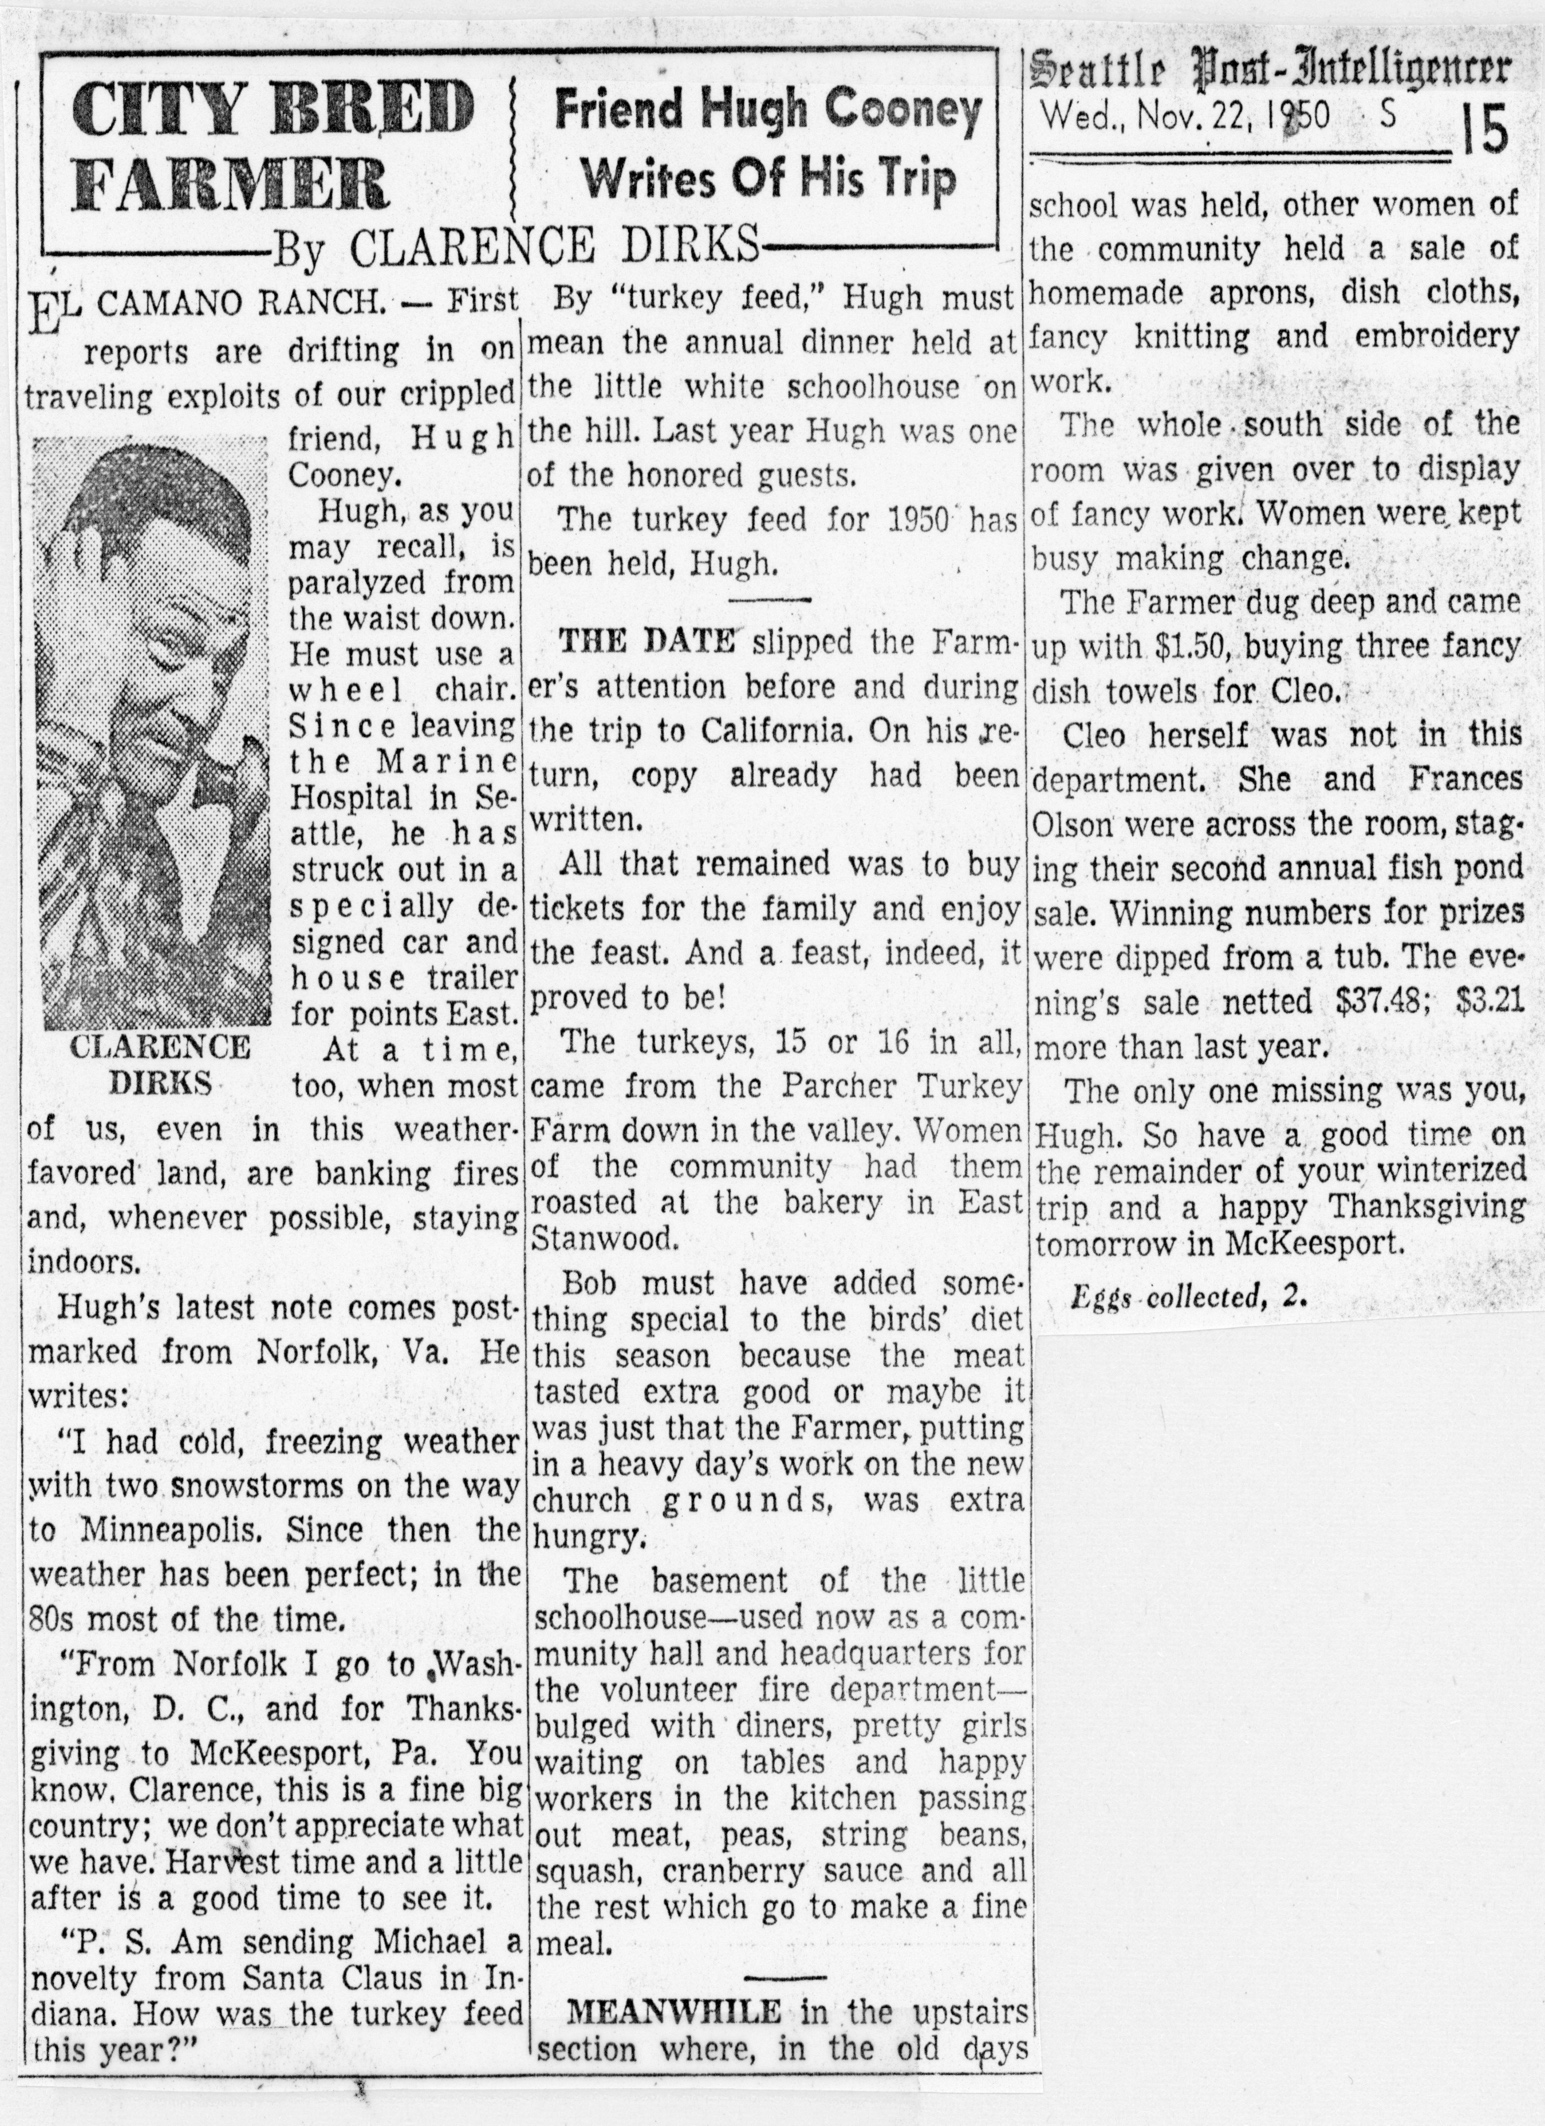 CITY BRED
FARMER
Friend Hugh Cooney
Writes Of His Trip
By CLARENCE DIRKS
EL CAMANO RANCH. — First
reports are drifting in on
traveling exploits of our crippled
friend, Hugh
Cooney.
Hugh, as you
may recall, is
paralyzed from
the waist down.
He must use a
wheel chair.
Since leaving
the Marine
Hospital in Se-
attle, he has
struck out in a
specially de-
signed car and
house trailer
for points East.
At a time,
too, when most
CLARENCE
DIRKS
of us, even in this weather-
favored land, are banking fires
and, whenever possible, staying
indoors.
Hugh's latest note comes post-
marked from Norfolk, Va. He
writes:
"I had cold, freezing weather
with two snowstorms on the way
to Minneapolis. Since then the
weather has been perfect; in the
80s most of the time.
"From Norfolk I go to Wash-
ington, D. C., and for Thanks-
giving to McKeesport, Pa. You
know, Clarence, this is a fine big
country; we don't appreciate what
we have. Harvest time and a little
after is a good time to see it.
"P. S. Am sending Michael a
novelty from Santa Claus in In-
diana. How was the turkey feed
this year?"
By "turkey feed," Hugh must
mean the annual dinner held at
the little white schoolhouse on
the hill. Last year Hugh was one
of the honored guests.
The turkey feed for 1950 has
been held, Hugh.
THE DATE slipped the Farm-
er's attention before and during
the trip to California. On his re-
turn, copy already had been
written.
All that remained was to buy
tickets for the family and enjoy
the feast. And a feast, indeed, it
proved to be!
The turkeys, 15 or 16 in all,
came from the Parcher Turkey
Farm down in the valley. Women
of the community had them
roasted at the bakery in East
Stanwood.
Bob must have added some-
thing special to the birds' diet
this season because the meat
tasted extra good or maybe it
was just that the Farmer, putting
in a heavy day's work on the new
church grounds, was extra
hungry.
The basement of the little
schoolhouse—used now as a com-
munity hall and headquarters for
the volunteer fire department—
bulged with diners, pretty girls
waiting on tables and happy
workers in the kitchen passing
out meat, peas, string beans,
squash, cranberry sauce and all
the rest which go to make a fine
meal.
MEANWHILE in the upstairs
section where, in the old days
Seattle Post-Intelligencer
Wed., Nov. 22, 1950 S 15
school was held, other women of
the community held a sale of
homemade aprons, dish cloths,
fancy knitting and embroidery
work.
The whole south side of the
room was given over to display
of fancy work. Women were kept
busy making change.
The Farmer dug deep and came
up with $1.50, buying three fancy
dish towels for Cleo.
Cleo herself was not in this
department. She and Frances
Olson were across the room, stag-
ing their second annual fish pond
sale. Winning numbers for prizes
were dipped from a tub. The eve-
ning's sale netted $37.48; $3.21
more than last year.
The only one missing was you,
Hugh. So have a good time on
the remainder of your winterized
trip and a happy Thanksgiving
tomorrow in McKeesport.
Eggs collected, 2.